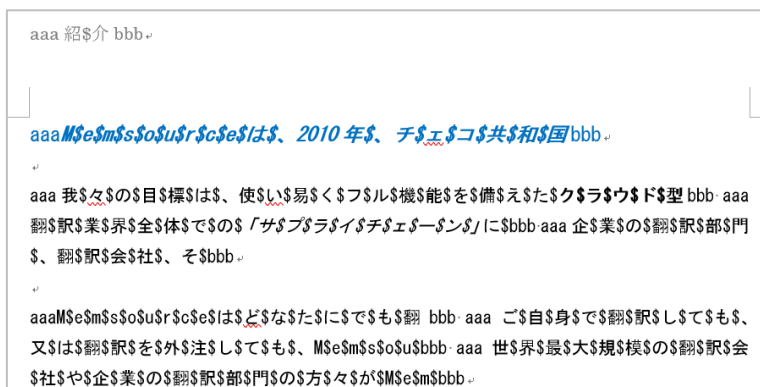 aaa 紹$介 bbb
aaaM$e$m$s$o$u$r$c$e$は$、2010 年$、チ$ェ$コ$共$和$国 bbb
aaa 我$々$の$目$標$は$、使$い$易$く$フ$ル$機$能$を$備$え$た$ク$ラ$ウ$ド$型 bbb aaa
翻$訳$業$界$全$体$で$の$「サ$プ$ラ$イ$チ$ェ$ー$ン$」に$bbb aaa 企$業$の$翻$訳$部$門
$、翻$訳$会$社$、そ$bbb
aaaM$e$m$s$o$u$r$c$e$は$ど$な$た$に$で$も$翻 bbb aaa ご$自$身$で$翻$訳$し$て$も$、
又$は$翻$訳$を$外$注$し$て$も$、M$e$m$s$o$u$bbb aaa 世$界$最$大$規$模$の$翻$訳$会
$社$や$企$業$の$翻$訳$部$門$の$方$々$が$M$e$m$bbb